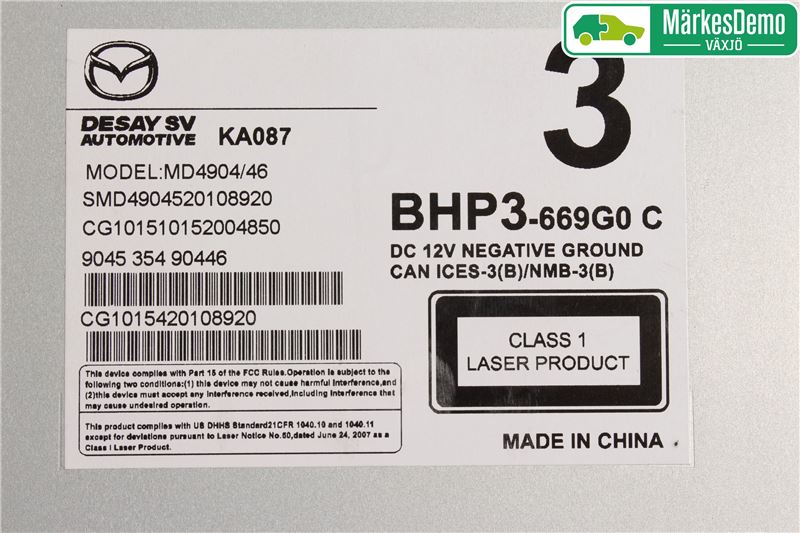 MärkesDemo
VÄXJÖ
3
DESAY SV
AUTOMOTIVE KA087
MODEL:MD4904/46
SMD4904520108920
CG101510152004850
9045 354 90446
CG1015420108920
This device complies with Part 15 of the FCC Rules.Operation is subject to the
following two conditions:(1) this device may not cause harmful interference,and
(2)this device must accept any interference received,including interference that
may cause undesired operation.
This product complies with US DHHS Standard21CFR 1040.10 and 1040.11
except for deviations pursuant to Laser Notice No.50,dated June 24, 2007 as a
Class I Laser Product.
BHP3-669G0 C
DC 12V NEGATIVE GROUND
CAN ICES-3(B)/NMB-3(B)
CLASS 1
LASER PRODUCT
MADE IN CHINA